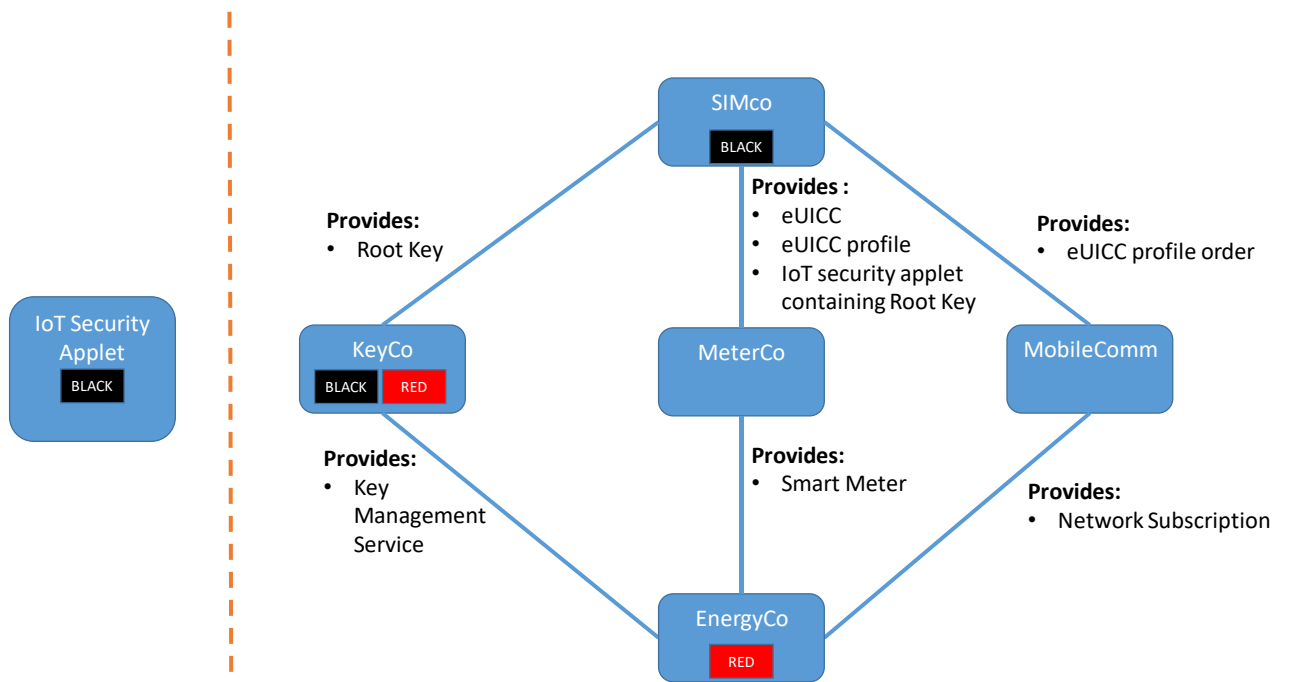 SIMco
BLACK
Provides:
• Root Key
Provides :
• eUICC
• eUICC profile
• IoT security applet
containing Root Key
Provides:
• eUICC profile order
IoT Security
Applet
BLACK
KeyCo
BLACK
RED
MeterCo
MobileComm
Provides:
• Key
Management
Service
Provides:
• Smart Meter
Provides:
• Network Subscription
EnergyCo
RED